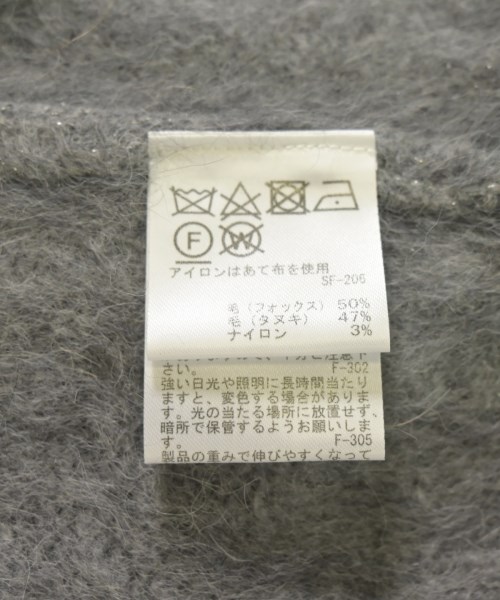 F W
アイロンはあて布を使用
SF-206
毛(フォックス) 50%
毛(タヌキ) 47%
ナイロン 3%
さい。 F-302
強い日光や照明に長時間当たり
ますと、変色する場合がありま
す。光の当たる場所に放置せず、
暗所で保管するようお願いしま
す。 F-305
製品の重みで伸びやすくなって